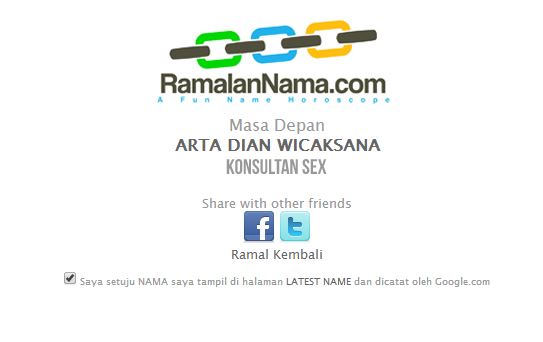 RamalanNama.com
A Fun Name Horoscope
Masa Depan
ARTA DIAN WICAKSANA
KONSULTAN SEX
Share with other friends
f t
Ramal Kembali
Saya setuju NAMA saya tampil di halaman LATEST NAME dan dicatat oleh Google.com